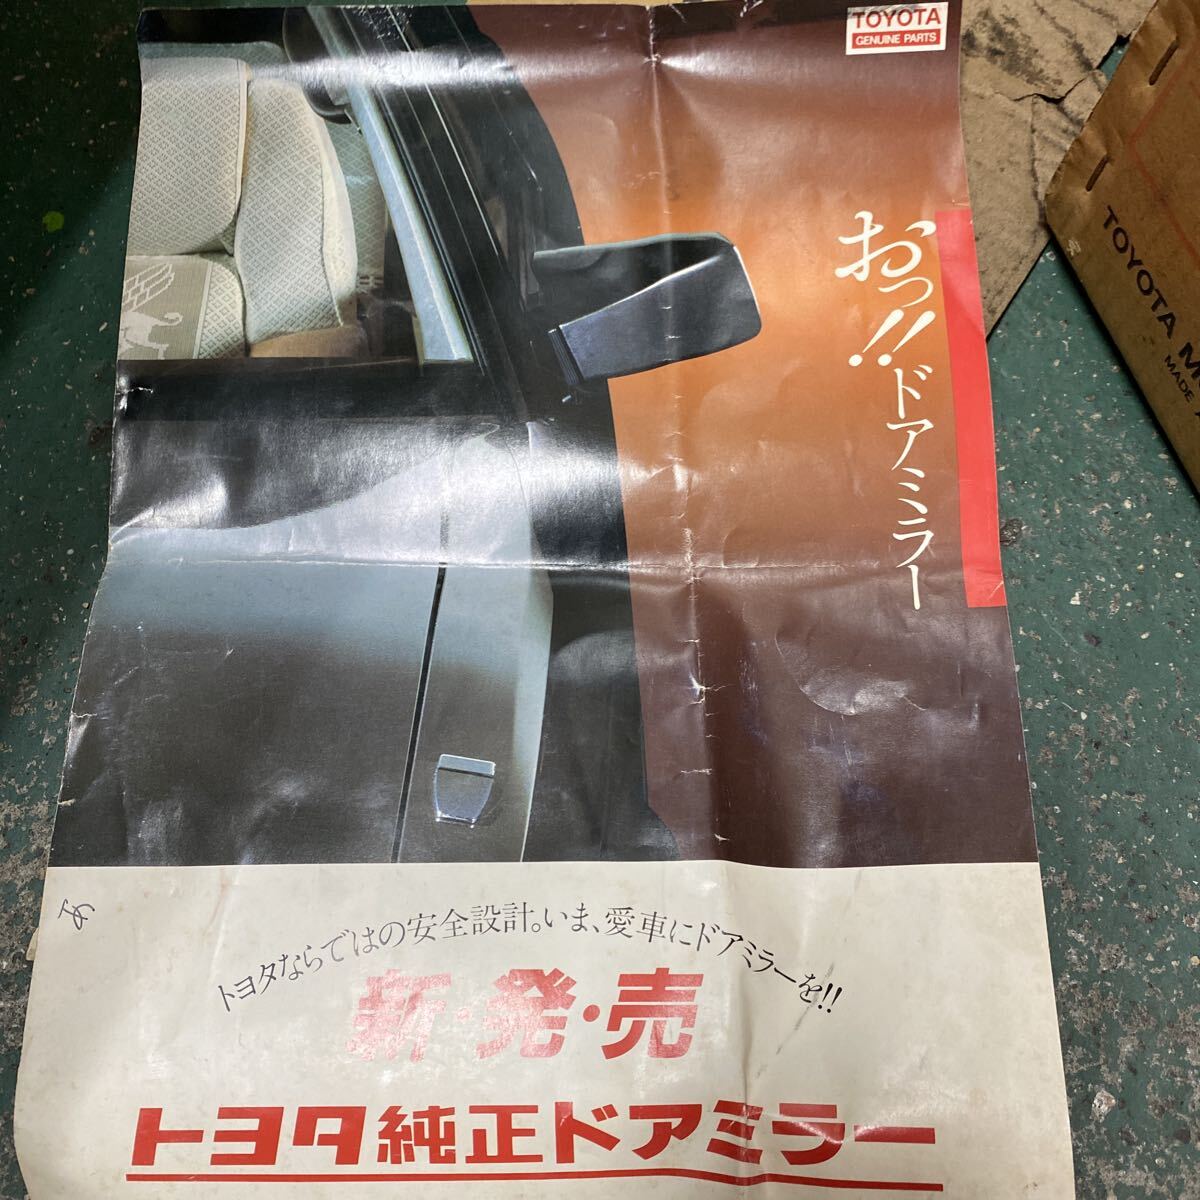 TOYOTA
GENUINE PARTS
おっ!!ドアミラー
トヨタならではの安全設計。いま、愛車にドアミラーを!!
新・発・売
トヨタ純正ドアミラー
TOYOTA M
MADE